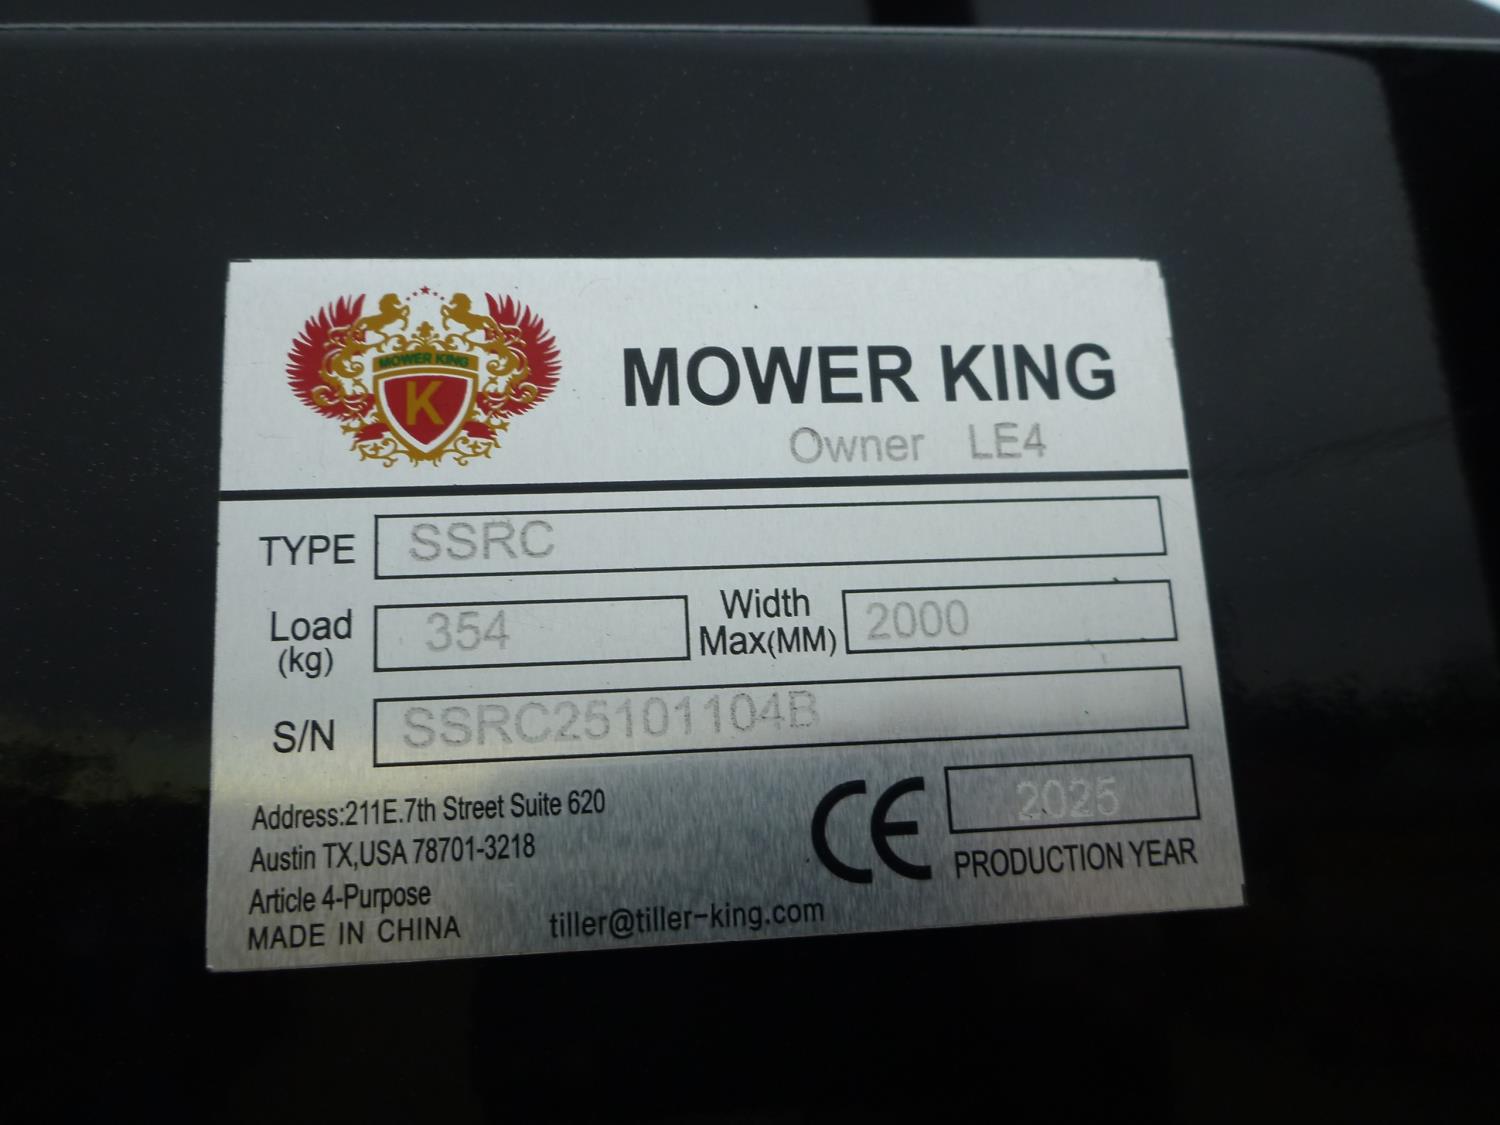 MOWER KING
K
MOWER KING
Owner LE4
TYPE SSRC
Load (kg) 354 Width Max(MM) 2000
S/N SSRC25101104B
Address:211E.7th Street Suite 620
Austin TX,USA 78701-3218
Article 4-Purpose
MADE IN CHINA
tiller@tiller-king.com
CE
2025
PRODUCTION YEAR